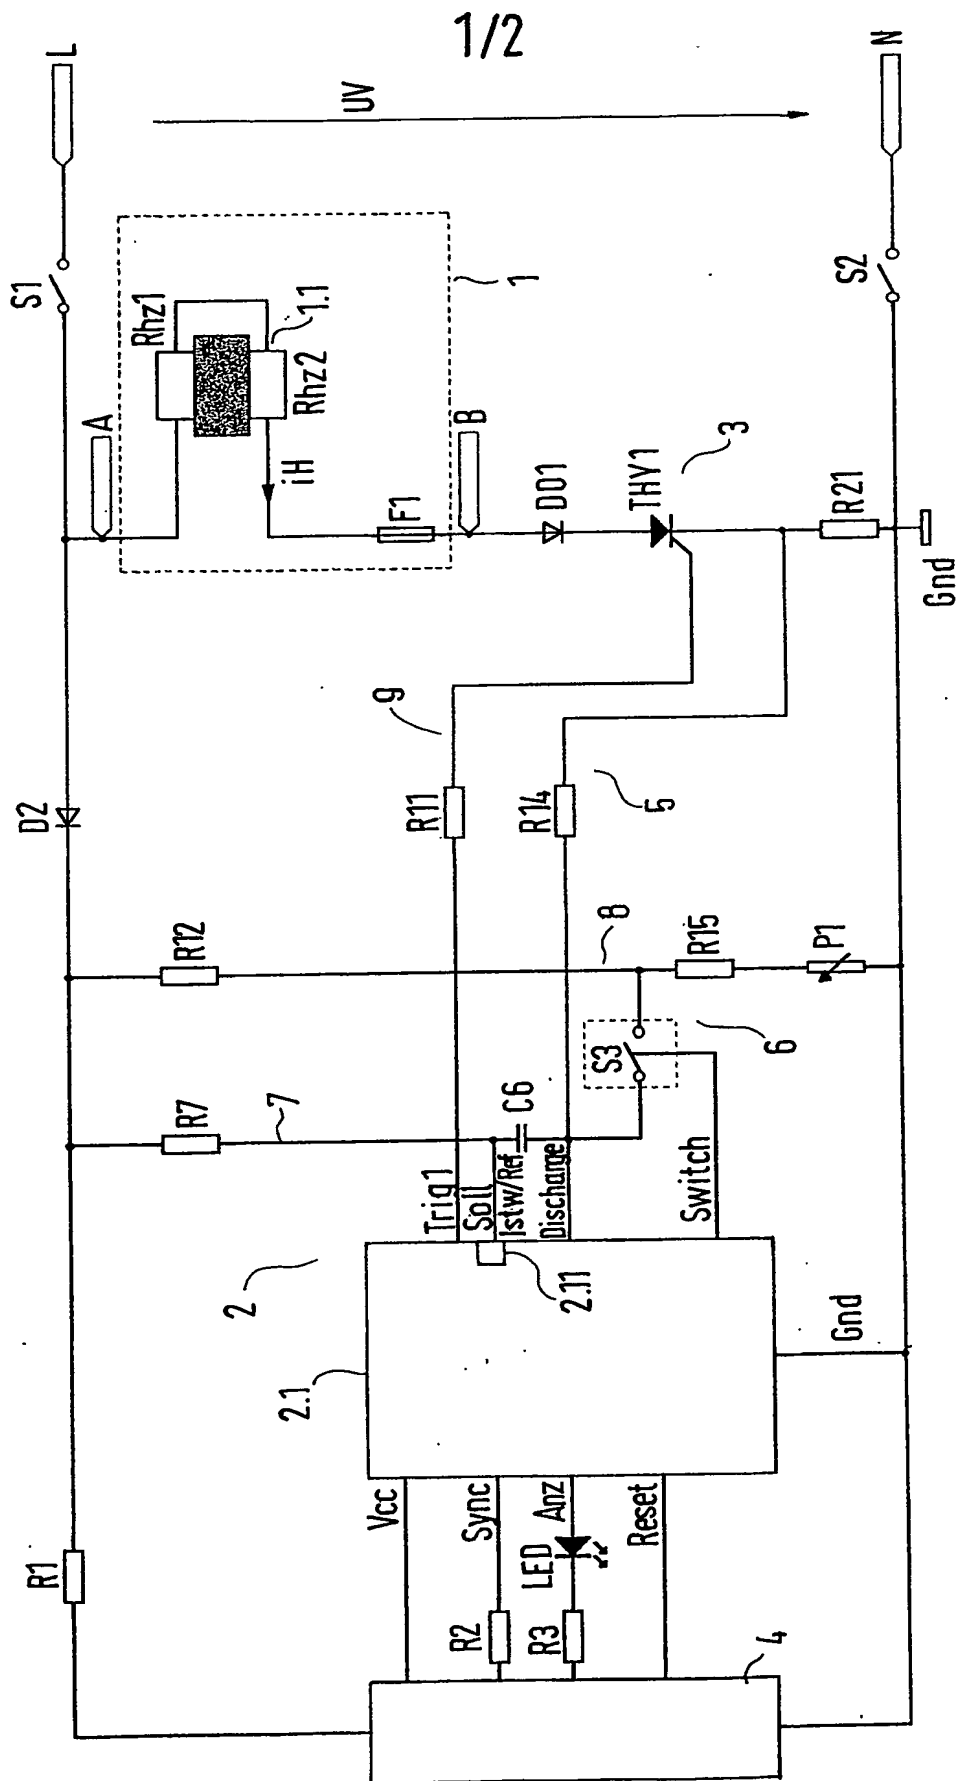 1/2
L
UV
N
S1
S2
Rhz1
1.1
Rhz2
1
A
iH
F1
B
D01
THY1
3
R21
Gnd
9
R11
R14
5
D2
R12
8
R15
P1
6
S3
R7
7
C6
Trig1
Soll
Istw/Ref
Discharge
Switch
2
2.11
2.1
Gnd
Vcc
Sync
Anz
Reset
LED
R1
R2
R3
4